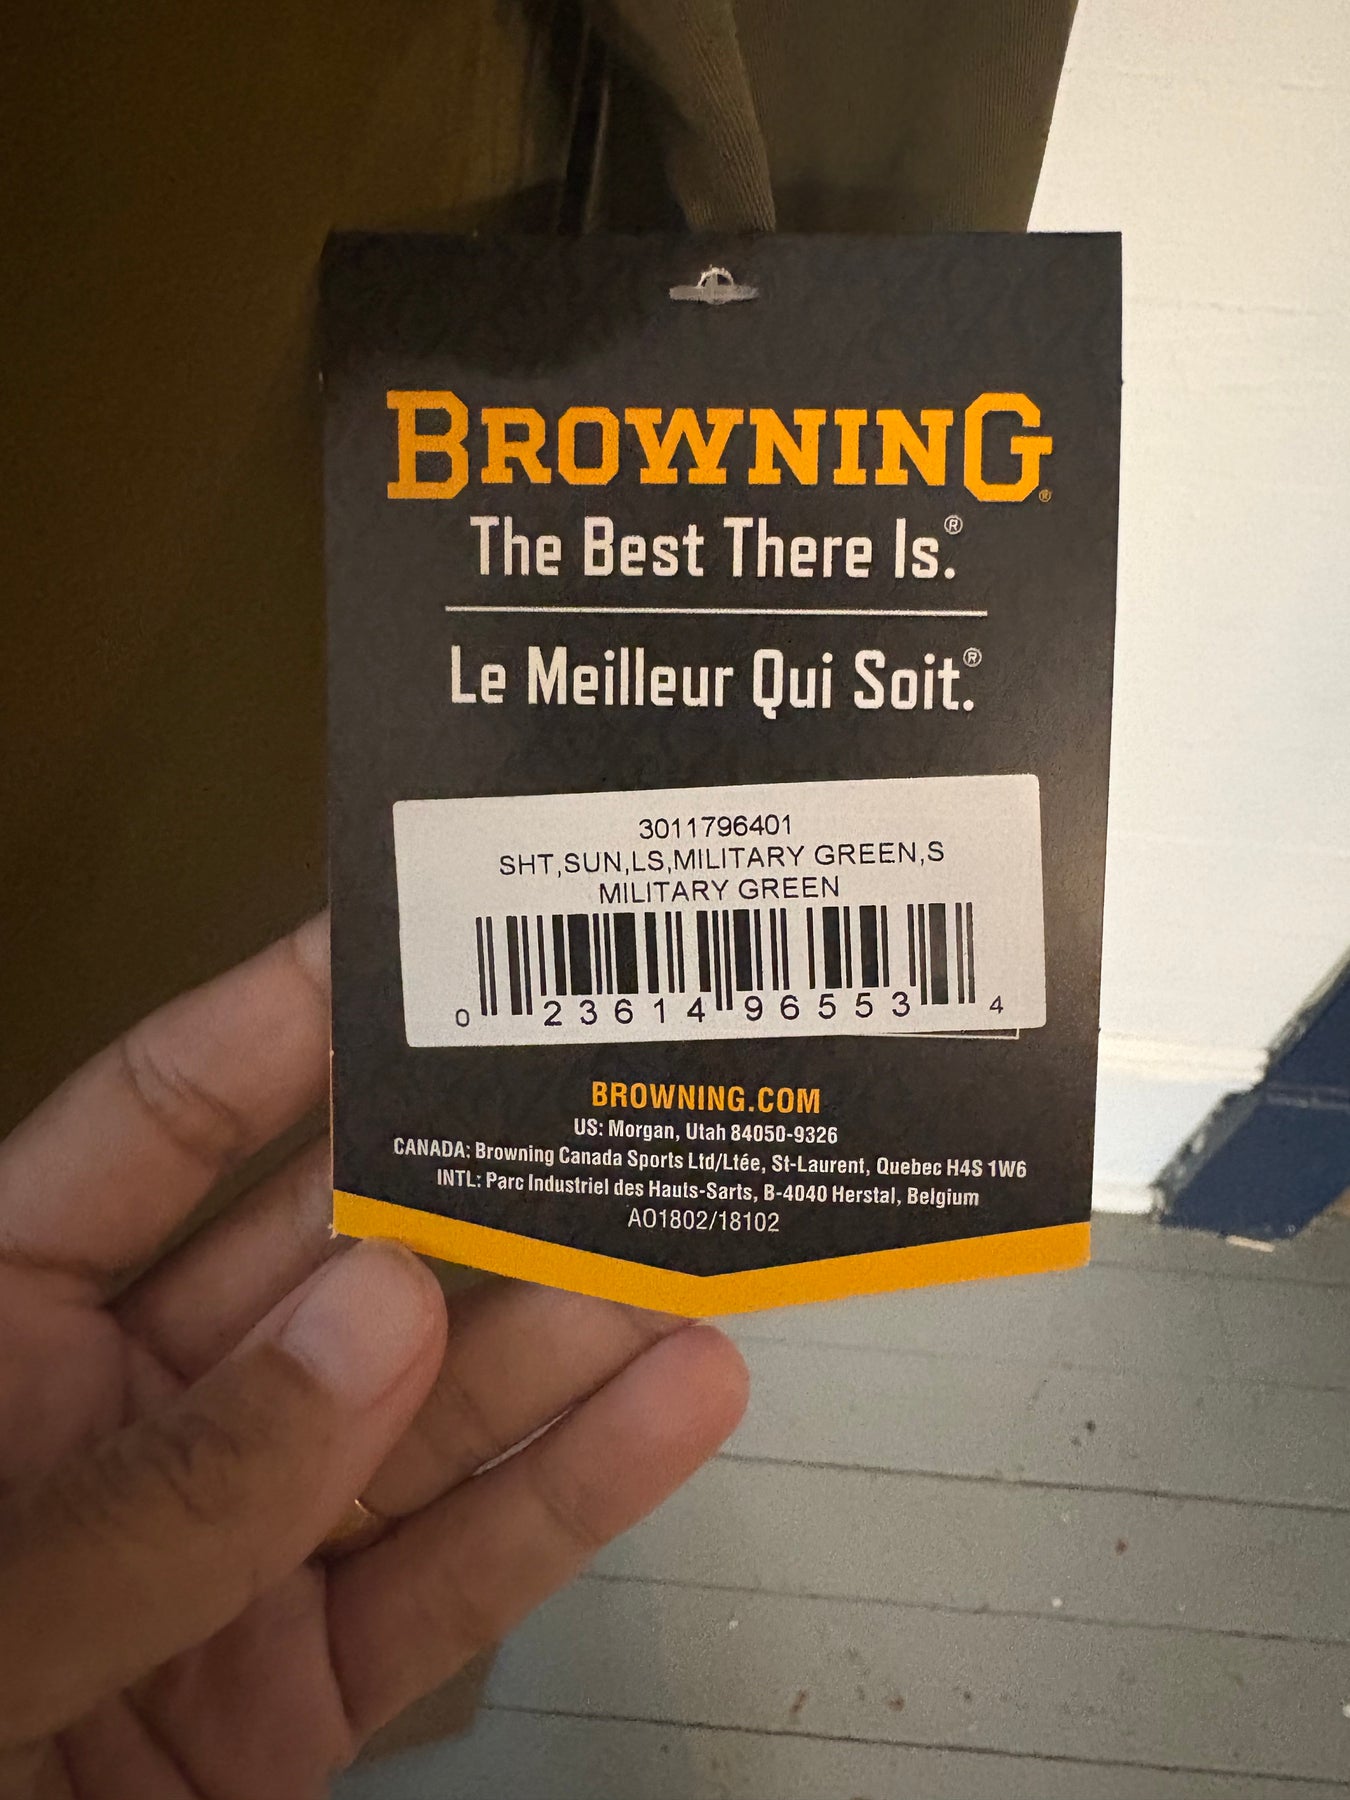 BROWNING®
The Best There Is.®
Le Meilleur Qui Soit.®
3011796401
SHT,SUN,LS,MILITARY GREEN,S
MILITARY GREEN
0 23614 96553 4
BROWNING.COM
US: Morgan, Utah 84050-9326
CANADA: Browning Canada Sports Ltd/Ltée, St-Laurent, Quebec H4S 1W6
INTL: Parc Industriel des Hauts-Sarts, B-4040 Herstal, Belgium
A01802/18102